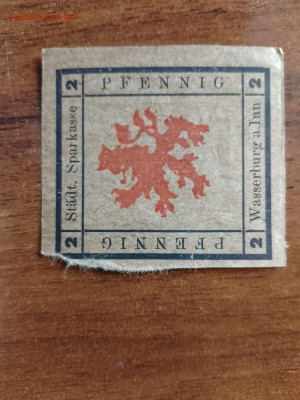 2 PFENNIG 2
Städt. Sparkasse
Wasserburg a. Inn
2 PFENNIG 2